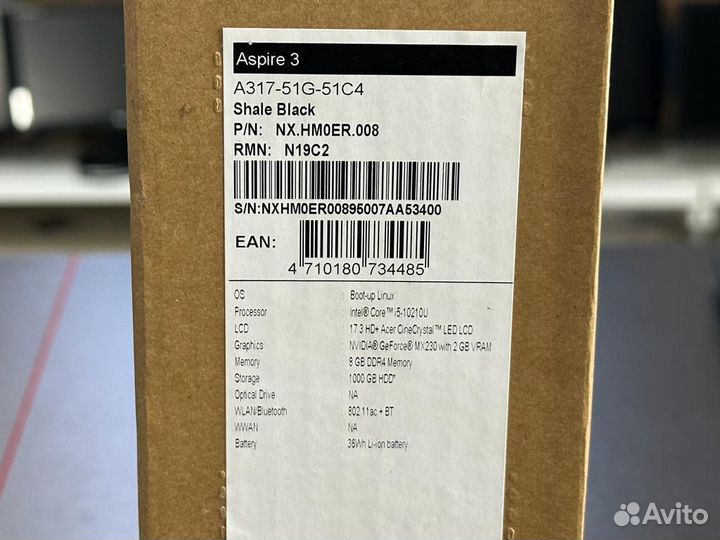 Aspire 3
A317-51G-51C4
Shale Black
P/N: NX.HM0ER.008
RMN: N19C2
S/N:NXHM0ER00895007AA53400
EAN:
4 710180 734485
OS : Boot-up Linux
Processor : Intel® Core™ i5-10210U
LCD : 17.3 HD+ Acer CineCrystal™ LED LCD
Graphics : NVIDIA® GeForce® MX230 with 2 GB VRAM
Memory : 8 GB DDR4 Memory
Storage : 1000 GB HDD*
Optical Drive : NA
WLAN/Bluetooth : 802.11ac + BT
WWAN : NA
Battery : 36Wh Li-ion battery
Avito